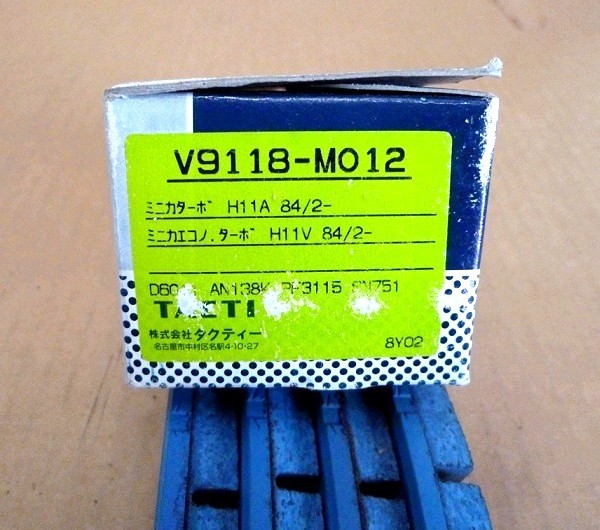 V9118-M012
ミニカターボ H11A 84/2-
ミニカエコノ.ターボ H11V 84/2-
AN138K PF3115 SN751
TACTI
株式会社タクティー
名古屋市中村区名駅4-10-27
8Y02